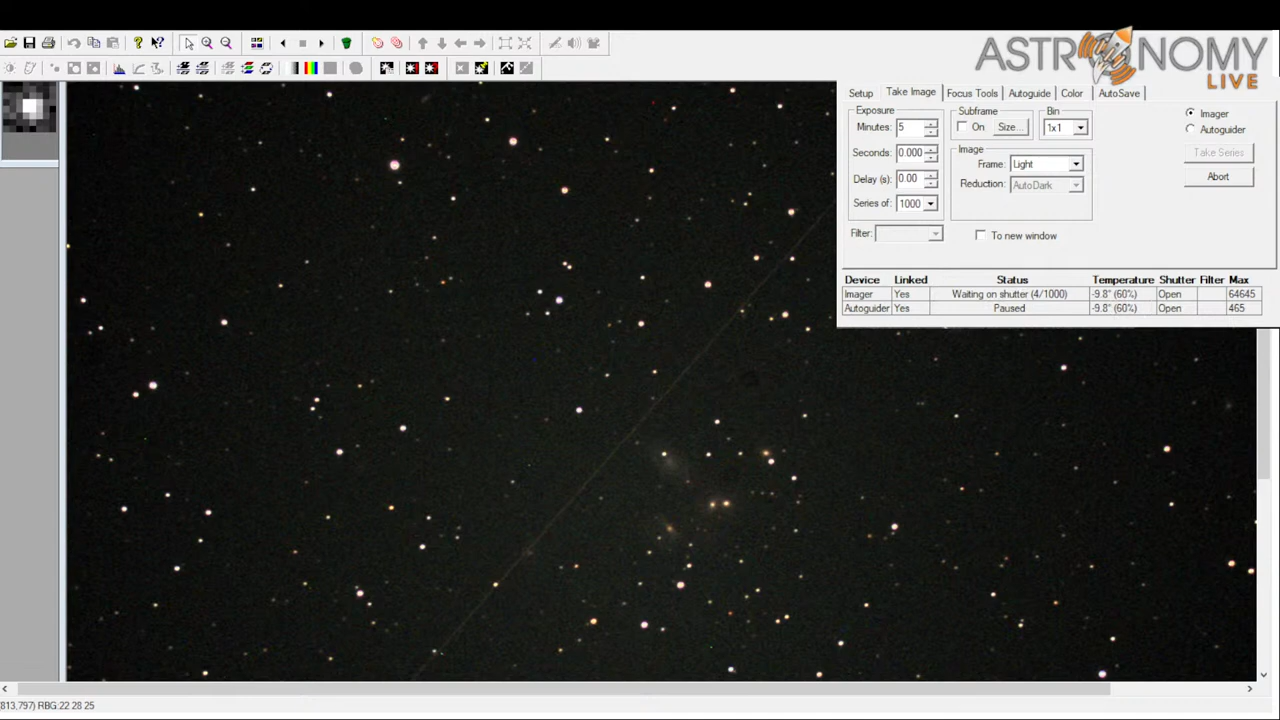 ASTRONOMY
LIVE
Setup Take Image Focus Tools Autoguide Color AutoSave
Exposure
Minutes: 5
Seconds: 0.000
Delay (s): 0.00
Series of: 1000
Filter:
Subframe
On Size...
Bin
1x1
Image
Frame: Light
Reduction: AutoDark
To new window
Imager
Autoguider
Take Series
Abort
Device Linked Status Temperature Shutter Filter Max
Imager Yes Waiting on shutter (4/1000) -9.8° (60%) Open 64645
Autoguider Yes Paused -9.8° (60%) Open 465
(813,797) RBG:22 28 25